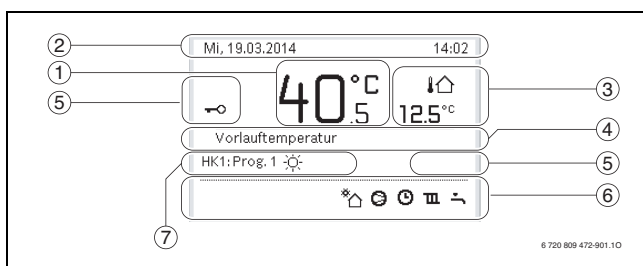 ② Mi, 19.03.2014 14:02
① 40.5 °C
⑤
③ 12.5 °C
④ Vorlauftemperatur
⑦ HK1: Prog. 1
⑤
⑥
6 720 809 472-901.1O